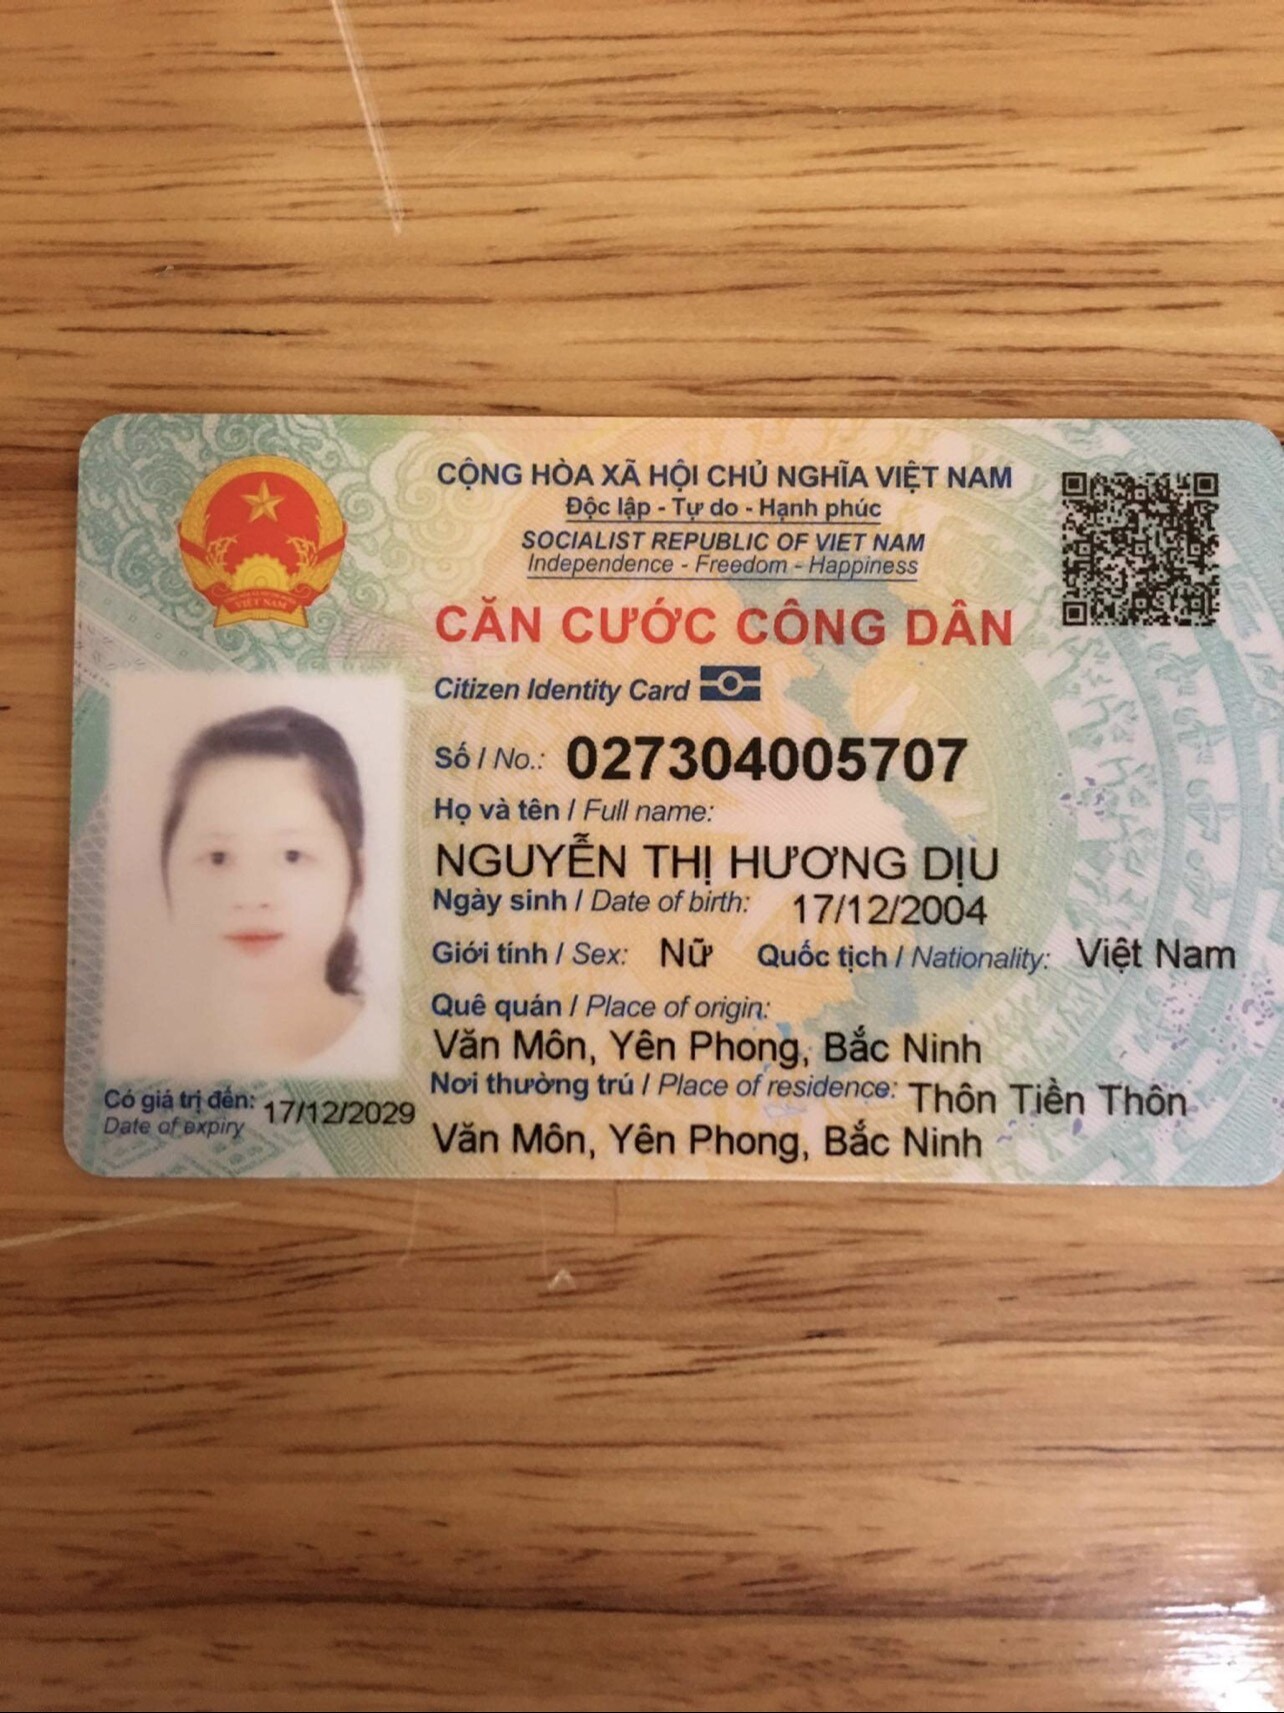 CỘNG HÒA XÃ HỘI CHỦ NGHĨA VIỆT NAM
Độc lập - Tự do - Hạnh phúc
SOCIALIST REPUBLIC OF VIET NAM
Independence - Freedom - Happiness
VIỆT NAM
CĂN CƯỚC CÔNG DÂN
Citizen Identity Card
Số / No.: 027304005707
Họ và tên / Full name:
NGUYỄN THỊ HƯƠNG DỊU
Ngày sinh / Date of birth: 17/12/2004
Giới tính / Sex: Nữ Quốc tịch / Nationality: Việt Nam
Quê quán / Place of origin:
Văn Môn, Yên Phong, Bắc Ninh
Nơi thường trú / Place of residence: Thôn Tiền Thôn
Văn Môn, Yên Phong, Bắc Ninh
Có giá trị đến: 17/12/2029
Date of expiry